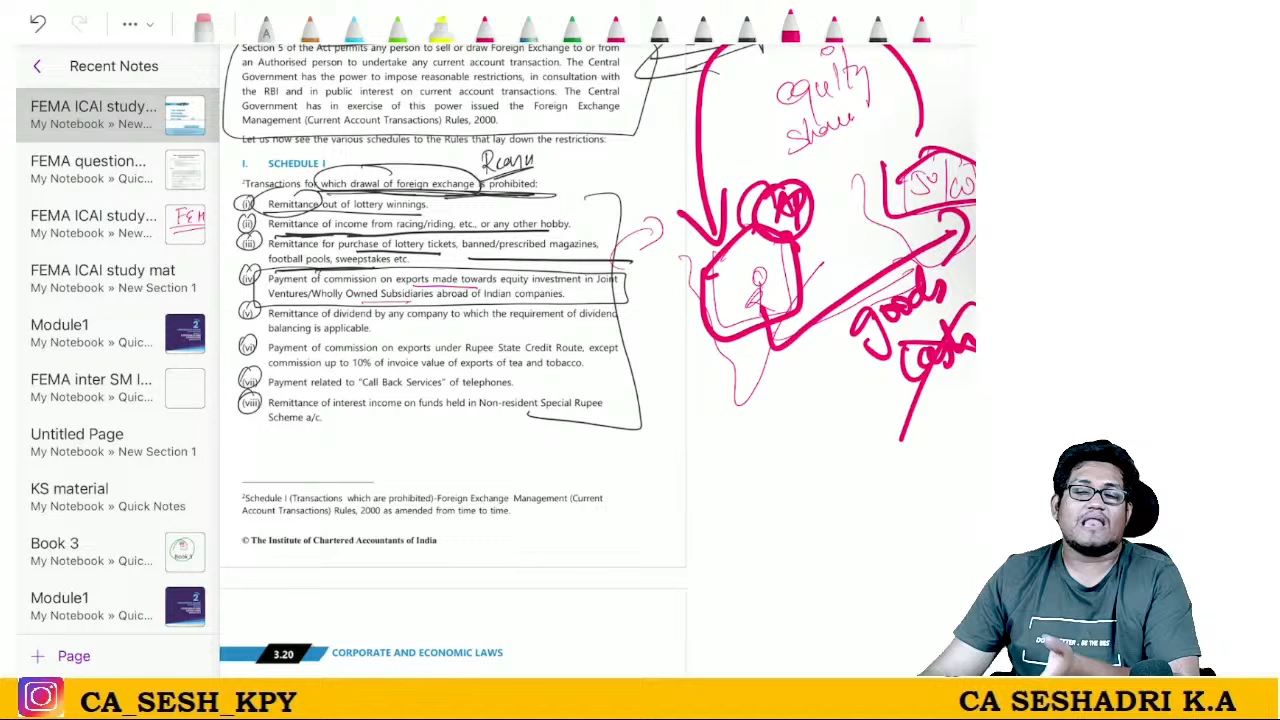 Recent Notes
FEMA ICAI study...
My Notebook » New...
FEMA question...
My Notebook » Quic...
FEMA ICAI stud...
My Notebook » New...
FEM
FEMA ICAI study mat
My Notebook » New Section 1
Module1
My Notebook » Quic...
2
FEMA inter SM I...
My Notebook » Quic...
Untitled Page
My Notebook » New Section 1
KS material
My Notebook » Quick Notes
Book 3
My Notebook » Quic...
Book 3
Module1
My Notebook » Quic...
2
+ Page
Section 5 of the Act permits any person to sell or draw Foreign Exchange to or from
an Authorised person to undertake any current account transaction. The Central
Government has the power to impose reasonable restrictions, in consultation with
the RBI and in public interest on current account transactions. The Central
Government has in exercise of this power issued the Foreign Exchange
Management (Current Account Transactions) Rules, 2000.
Let us now see the various schedules to the Rules that lay down the restrictions:
I. SCHEDULE I
²Transactions for which drawal of foreign exchange is prohibited:
(i) Remittance out of lottery winnings.
(ii) Remittance of income from racing/riding, etc., or any other hobby.
(iii) Remittance for purchase of lottery tickets, banned/prescribed magazines,
football pools, sweepstakes etc.
(iv) Payment of commission on exports made towards equity investment in Joint
Ventures/Wholly Owned Subsidiaries abroad of Indian companies.
(v) Remittance of dividend by any company to which the requirement of dividend
balancing is applicable.
(vi) Payment of commission on exports under Rupee State Credit Route, except
commission up to 10% of invoice value of exports of tea and tobacco.
(vii) Payment related to “Call Back Services” of telephones.
(viii) Remittance of interest income on funds held in Non-resident Special Rupee
Scheme a/c.
²Schedule I (Transactions which are prohibited)-Foreign Exchange Management (Current
Account Transactions) Rules, 2000 as amended from time to time.
© The Institute of Chartered Accountants of India
3.20 CORPORATE AND ECONOMIC LAWS
equity
share
AP
goods
CA_SESH_KPY
CA SESHADRI K.A